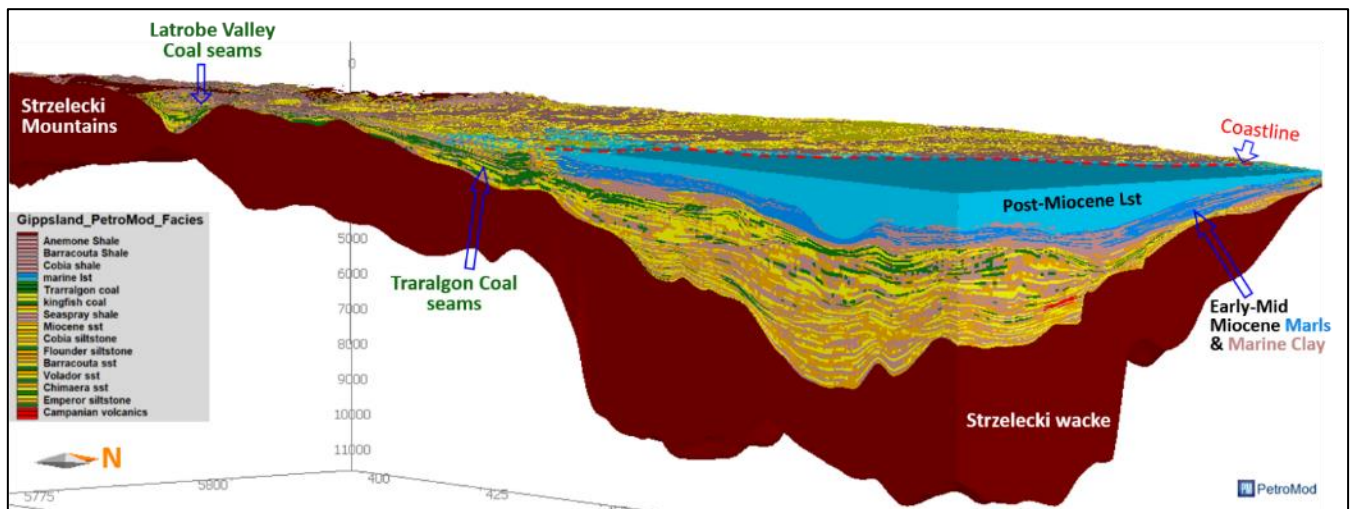 Latrobe Valley
Coal seams
0
Strzelecki
Mountains
Coastline
Post-Miocene Lst
Gippsland_PetroMod_Facies
Anemone Shale
Barracouta Shale
Cobia shale
marine lst
Trarralgon coal
kingfish coal
Seaspray shale
Miocene sst
Cobia siltstone
Flounder siltstone
Barracouta sst
Volador sst
Chimaera sst
Emperor siltstone
Campanian volcanics
5000
6000
7000
8000
9000
10000
11000
Traralgon Coal
seams
Early-Mid
Miocene Marls
& Marine Clay
Strzelecki wacke
N
5775
5800
400
425
PetroMod